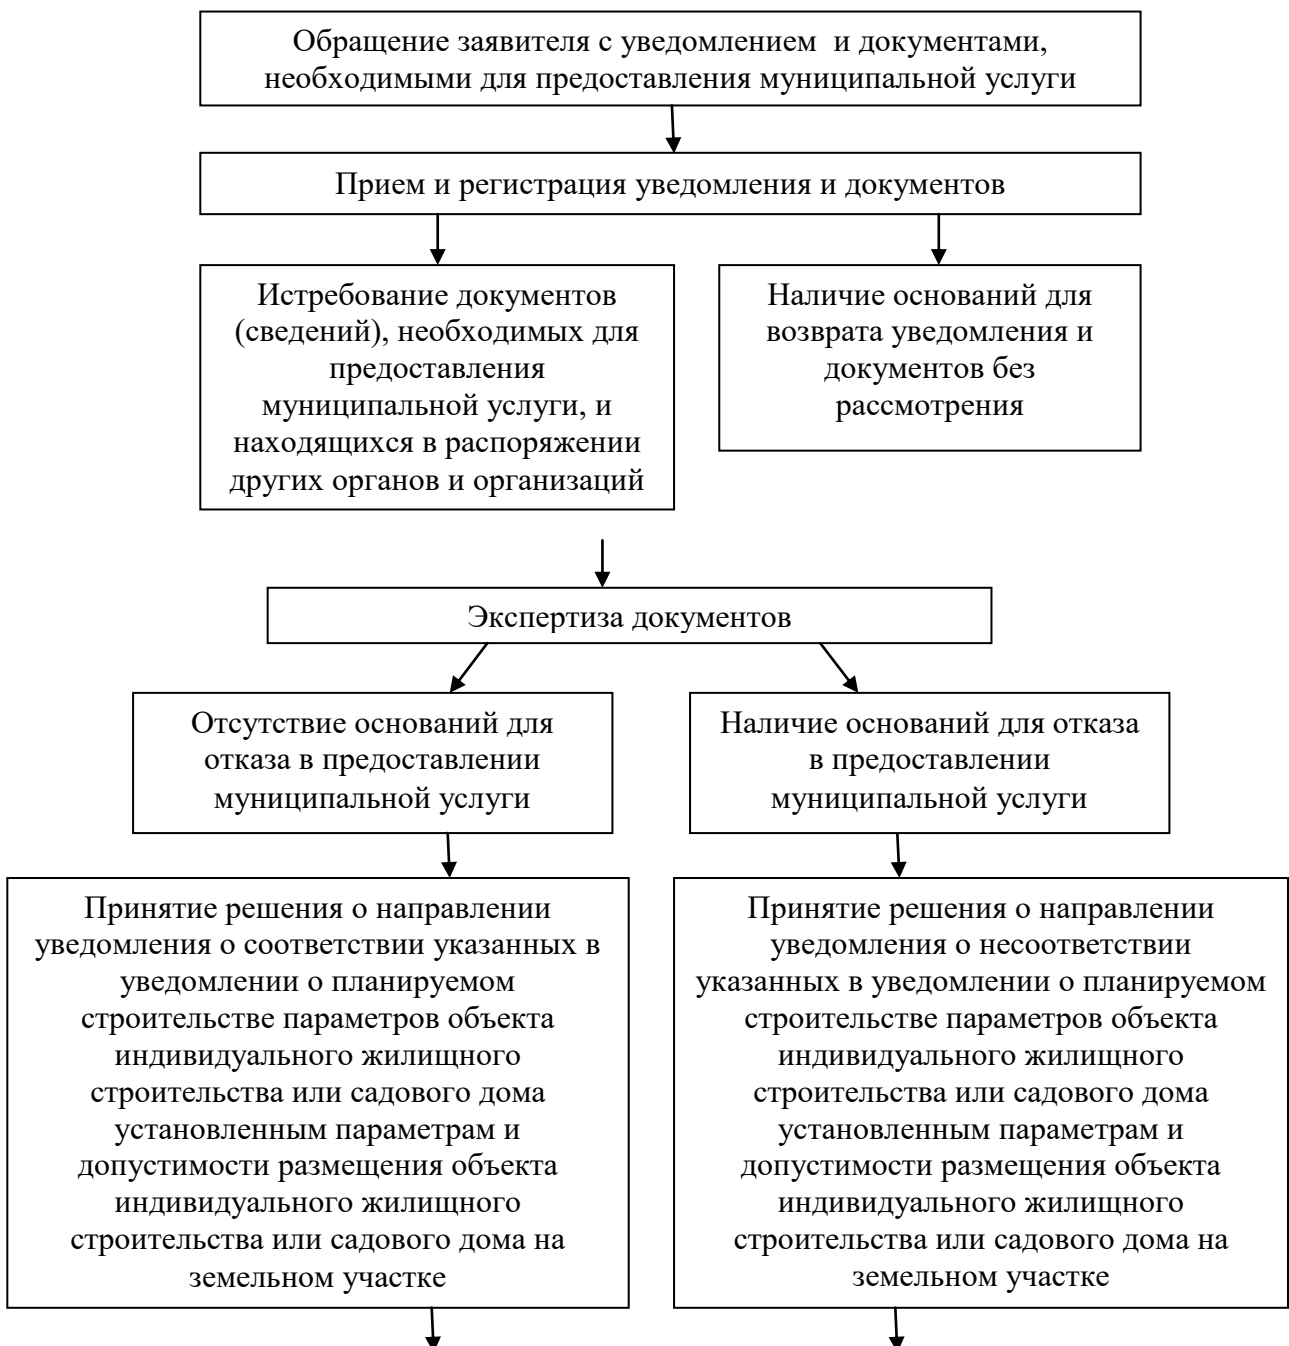 Обращение заявителя с уведомлением и документами,
необходимыми для предоставления муниципальной услуги
Прием и регистрация уведомления и документов
Истребование документов
(сведений), необходимых для
предоставления
муниципальной услуги, и
находящихся в распоряжении
других органов и организаций
Наличие оснований для
возврата уведомления и
документов без
рассмотрения
Экспертиза документов
Отсутствие оснований для
отказа в предоставлении
муниципальной услуги
Наличие оснований для отказа
в предоставлении
муниципальной услуги
Принятие решения о направлении
уведомления о соответствии указанных в
уведомлении о планируемом
строительстве параметров объекта
индивидуального жилищного
строительства или садового дома
установленным параметрам и
допустимости размещения объекта
индивидуального жилищного
строительства или садового дома на
земельном участке
Принятие решения о направлении
уведомления о несоответствии
указанных в уведомлении о планируемом
строительстве параметров объекта
индивидуального жилищного
строительства или садового дома
установленным параметрам и
допустимости размещения объекта
индивидуального жилищного
строительства или садового дома на
земельном участке